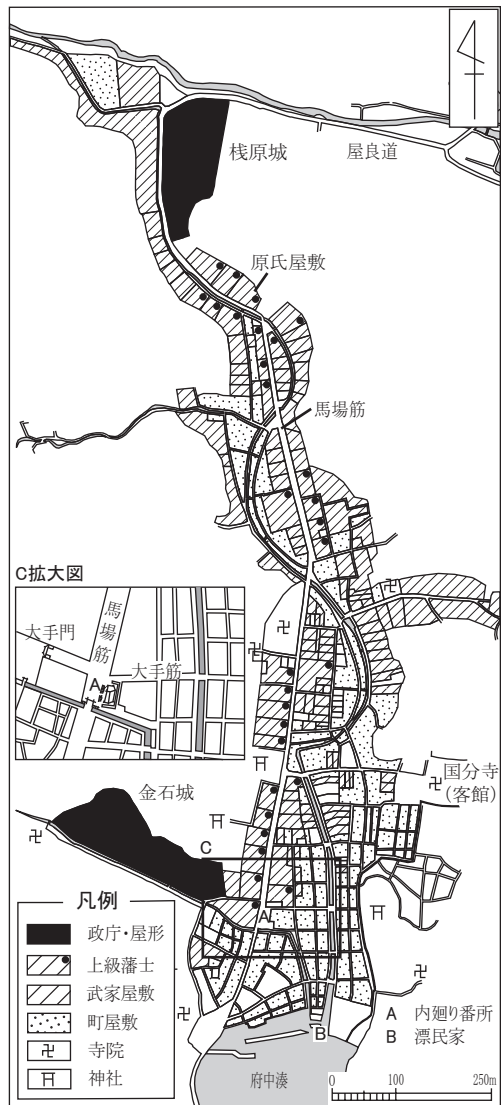 桟原城
屋良道
原氏屋敷
馬場筋
C拡大図
馬場筋
大手門
大手筋
A
国分寺
(客館)
金石城
C
A
凡例
政庁・屋形
上級藩士
武家屋敷
町屋敷
寺院
神社
A 内廻り番所
B 漂民家
B
府中湊
0 100 250m